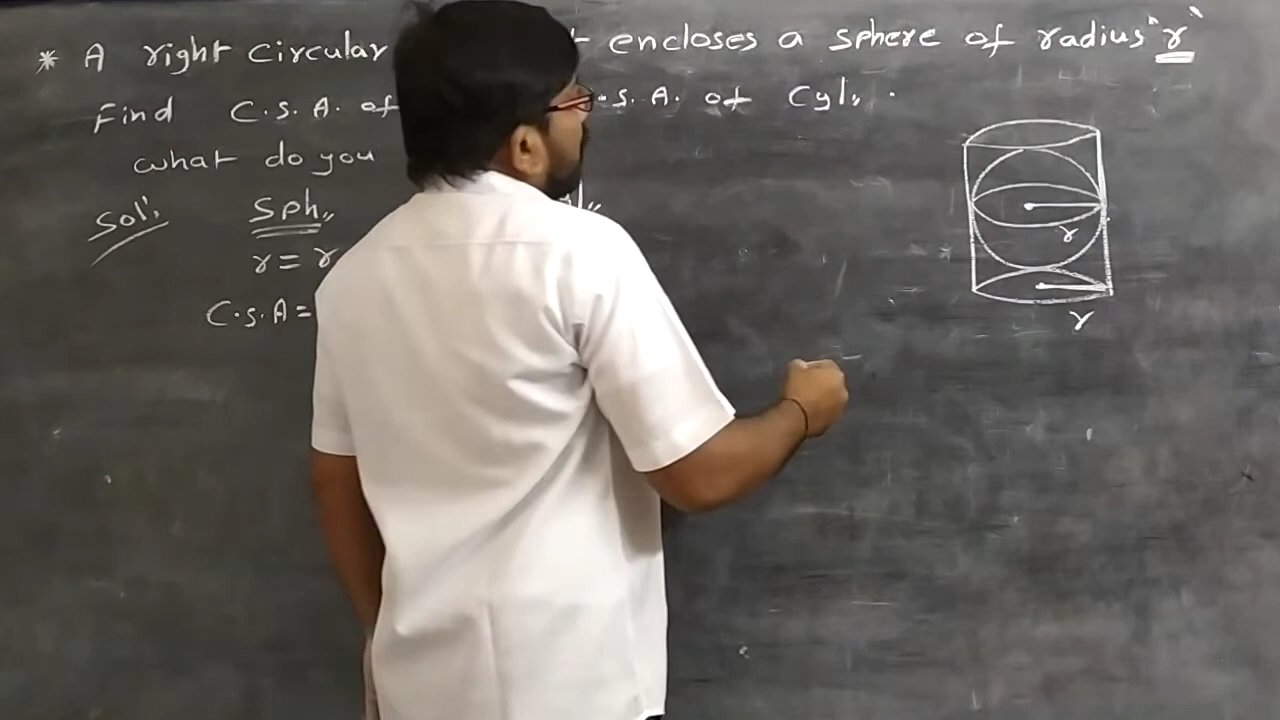 * A right circular encloses a sphere of radius "r"
Find C.S.A. of .S.A. of Cyl,, .
what do you
Sol'. Sph,,
r = r
C.S.A =
r
r